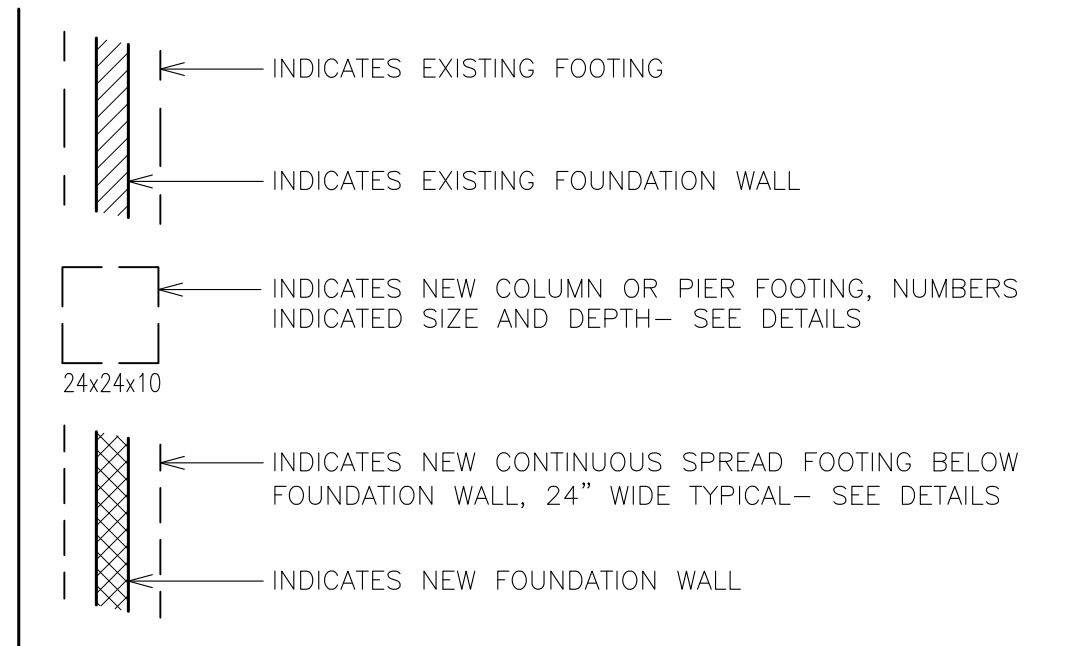 INDICATES EXISTING FOOTING
INDICATES EXISTING FOUNDATION WALL
INDICATES NEW COLUMN OR PIER FOOTING, NUMBERS
INDICATED SIZE AND DEPTH— SEE DETAILS
24x24x10
INDICATES NEW CONTINUOUS SPREAD FOOTING BELOW
FOUNDATION WALL, 24” WIDE TYPICAL— SEE DETAILS
INDICATES NEW FOUNDATION WALL